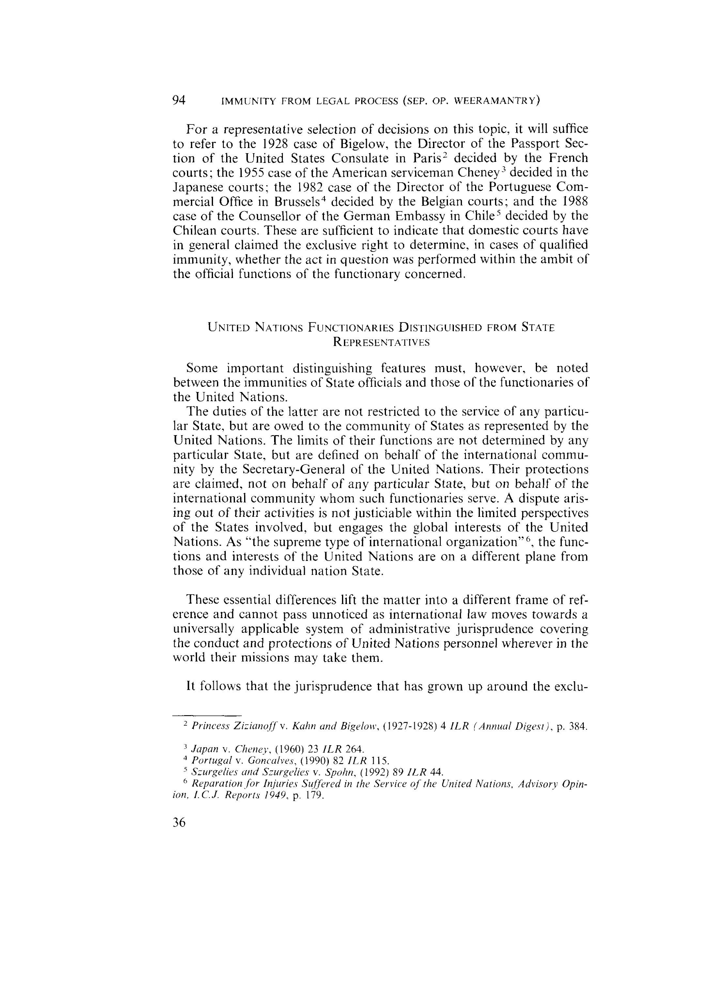 94 IMMUNITY FROM LEGAL PROCESS (SEP. OP. WEERAMANTRY)
For a representative selection of decisions on this topic, it will suffice
to refer to the 1928 case of Bigelow, the Director of the Passport Sec-
tion of the United States Consulate in Paris² decided by the French
courts; the 1955 case of the American serviceman Cheney³ decided in the
Japanese courts; the 1982 case of the Director of the Portuguese Com-
mercial Office in Brussels⁴ decided by the Belgian courts; and the 1988
case of the Counsellor of the German Embassy in Chile⁵ decided by the
Chilean courts. These are sufficient to indicate that domestic courts have
in general claimed the exclusive right to determine, in cases of qualified
immunity, whether the act in question was performed within the ambit of
the official functions of the functionary concerned.
UNITED NATIONS FUNCTIONARIES DISTINGUISHED FROM STATE
REPRESENTATIVES
Some important distinguishing features must, however, be noted
between the immunities of State officials and those of the functionaries of
the United Nations.
The duties of the latter are not restricted to the service of any particu-
lar State, but are owed to the community of States as represented by the
United Nations. The limits of their functions are not determined by any
particular State, but are defined on behalf of the international commu-
nity by the Secretary-General of the United Nations. Their protections
are claimed, not on behalf of any particular State, but on behalf of the
international community whom such functionaries serve. A dispute aris-
ing out of their activities is not justiciable within the limited perspectives
of the States involved, but engages the global interests of the United
Nations. As “the supreme type of international organization”⁶, the func-
tions and interests of the United Nations are on a different plane from
those of any individual nation State.
These essential differences lift the matter into a different frame of ref-
erence and cannot pass unnoticed as international law moves towards a
universally applicable system of administrative jurisprudence covering
the conduct and protections of United Nations personnel wherever in the
world their missions may take them.
It follows that the jurisprudence that has grown up around the exclu-
² Princess Zizianoff v. Kahn and Bigelow, (1927-1928) 4 ILR (Annual Digest), p. 384.
³ Japan v. Cheney, (1960) 23 ILR 264.
⁴ Portugal v. Goncalves, (1990) 82 ILR 115.
⁵ Szurgelies and Szurgelies v. Spohn, (1992) 89 ILR 44.
⁶ Reparation for Injuries Suffered in the Service of the United Nations, Advisory Opin-
ion, I.C.J. Reports 1949, p. 179.
36